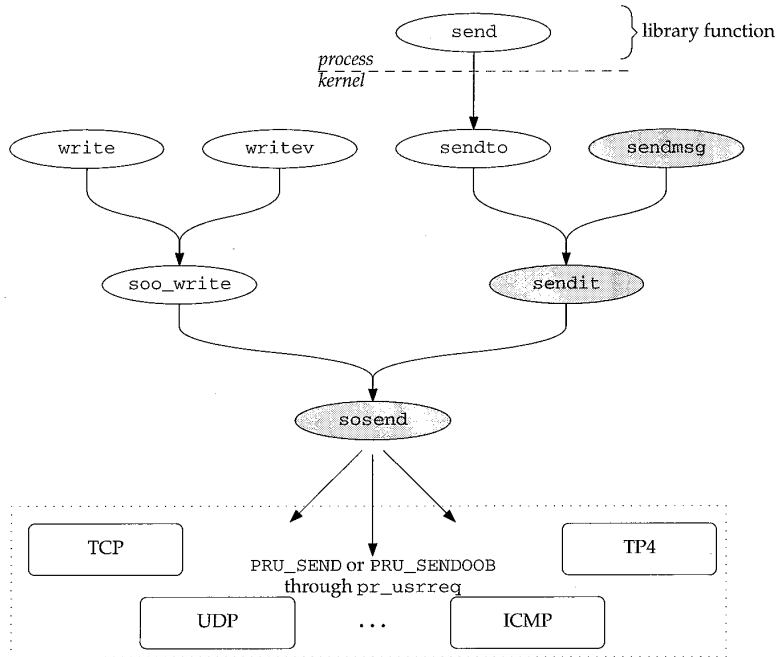 send
library function
process
kernel
write
writev
sendto
sendmsg
soo_write
sendit
sosend
TCP
TP4
PRU_SEND or PRU_SENDOOB
through pr_usrreq
UDP
...
ICMP